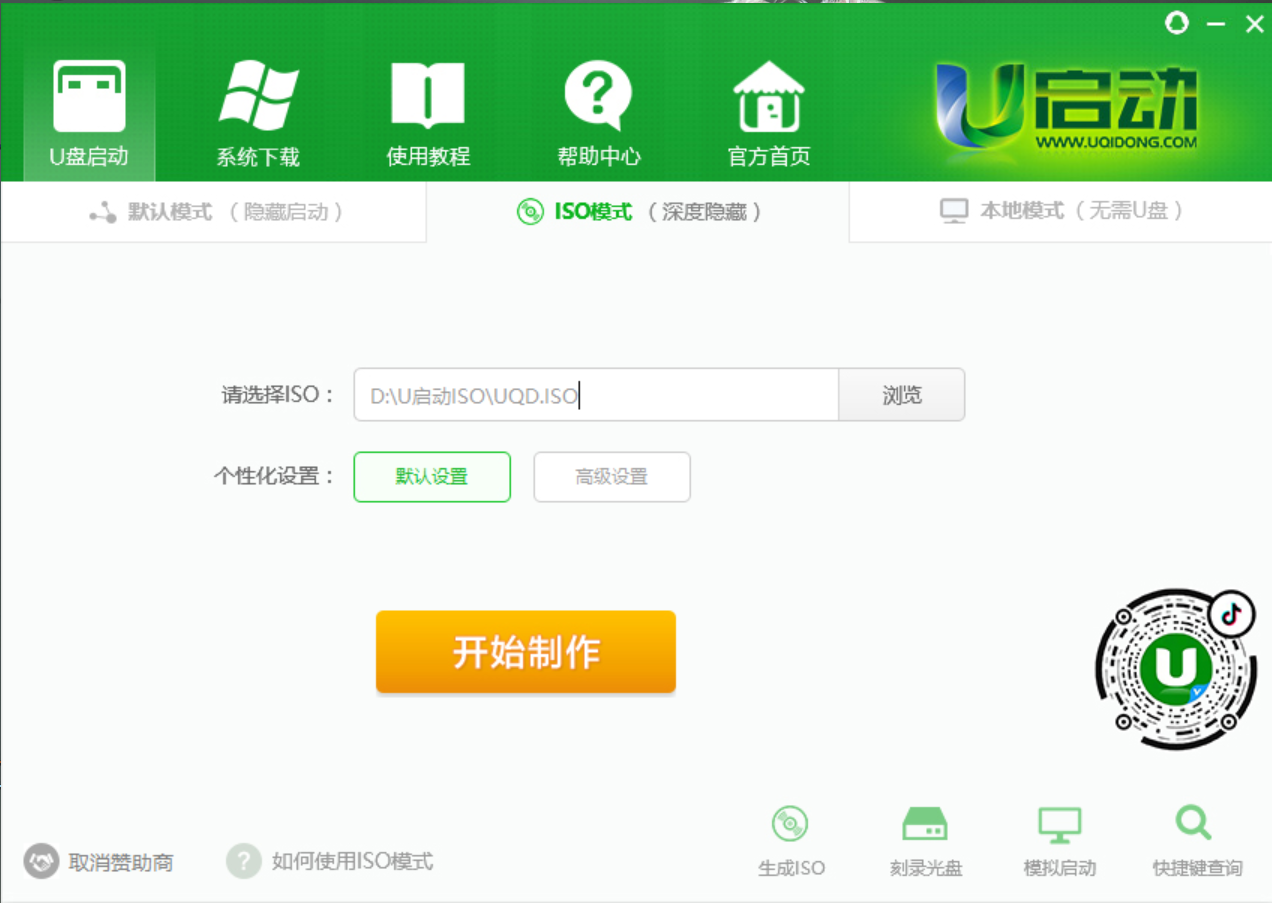 U盘启动
系统下载
使用教程
帮助中心
官方首页
U启动
WWW.UQIDONG.COM
默认模式（隐藏启动）
ISO模式（深度隐藏）
本地模式（无需U盘）
请选择ISO：
D:\U启动ISO\UQD.ISO
浏览
个性化设置：
默认设置
高级设置
开始制作
U
取消赞助商
? 如何使用ISO模式
生成ISO
刻录光盘
模拟启动
快捷键查询